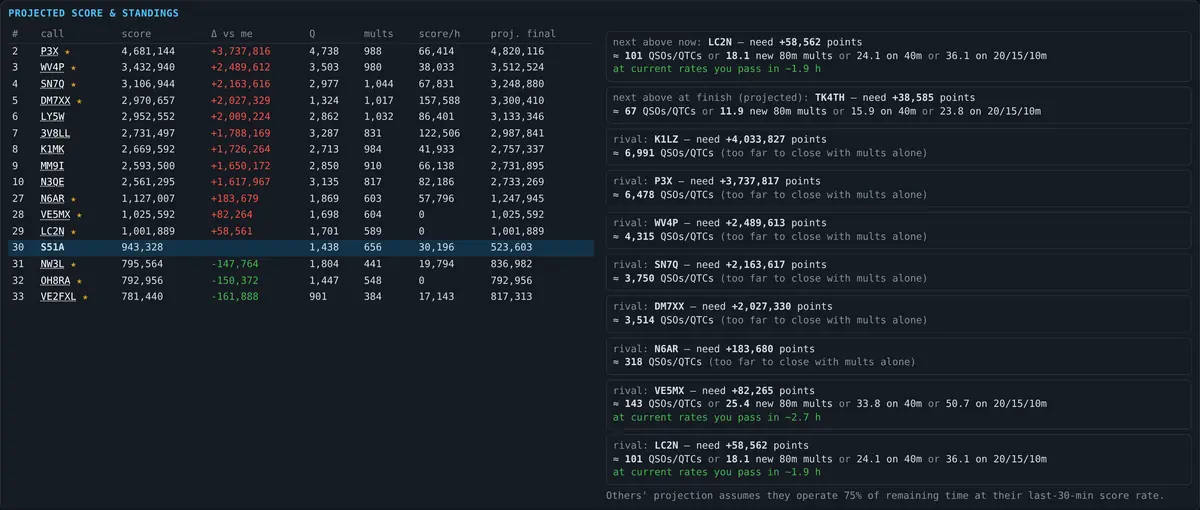 PROJECTED SCORE & STANDINGS
# call score Δ vs me Q mults score/h proj. final
2 P3X ★ 4,681,144 +3,737,816 4,738 988 66,414 4,820,116
3 WV4P ★ 3,432,940 +2,489,612 3,503 980 38,033 3,512,524
4 SN7Q ★ 3,106,944 +2,163,616 2,977 1,044 67,831 3,248,880
5 DM7XX ★ 2,970,657 +2,027,329 1,324 1,017 157,588 3,300,410
6 LY5W 2,952,552 +2,009,224 2,862 1,032 86,401 3,133,346
7 3V8LL 2,731,497 +1,788,169 3,287 831 122,506 2,987,841
8 K1MK 2,669,592 +1,726,264 2,713 984 41,933 2,757,337
9 MM9I 2,593,500 +1,650,172 2,850 910 66,138 2,731,895
10 N3QE 2,561,295 +1,617,967 3,135 817 82,186 2,733,269
27 N6AR ★ 1,127,007 +183,679 1,869 603 57,796 1,247,945
28 VE5MX ★ 1,025,592 +82,264 1,698 604 0 1,025,592
29 LC2N ★ 1,001,889 +58,561 1,701 589 0 1,001,889
30 S51A 943,328 1,438 656 30,196 523,603
31 NW3L ★ 795,564 -147,764 1,804 441 19,794 836,982
32 OH8RA ★ 792,956 -150,372 1,447 548 0 792,956
33 VE2FXL ★ 781,440 -161,888 901 384 17,143 817,313
next above now: LC2N — need +58,562 points
≈ 101 QSOs/QTCs or 18.1 new 80m mults or 24.1 on 40m or 36.1 on 20/15/10m
at current rates you pass in ~1.9 h
next above at finish (projected): TK4TH — need +38,585 points
≈ 67 QSOs/QTCs or 11.9 new 80m mults or 15.9 on 40m or 23.8 on 20/15/10m
rival: K1LZ — need +4,033,827 points
≈ 6,991 QSOs/QTCs (too far to close with mults alone)
rival: P3X — need +3,737,817 points
≈ 6,478 QSOs/QTCs (too far to close with mults alone)
rival: WV4P — need +2,489,613 points
≈ 4,315 QSOs/QTCs (too far to close with mults alone)
rival: SN7Q — need +2,163,617 points
≈ 3,750 QSOs/QTCs (too far to close with mults alone)
rival: DM7XX — need +2,027,330 points
≈ 3,514 QSOs/QTCs (too far to close with mults alone)
rival: N6AR — need +183,680 points
≈ 318 QSOs/QTCs (too far to close with mults alone)
rival: VE5MX — need +82,265 points
≈ 143 QSOs/QTCs or 25.4 new 80m mults or 33.8 on 40m or 50.7 on 20/15/10m
at current rates you pass in ~2.7 h
rival: LC2N — need +58,562 points
≈ 101 QSOs/QTCs or 18.1 new 80m mults or 24.1 on 40m or 36.1 on 20/15/10m
at current rates you pass in ~1.9 h
Others' projection assumes they operate 75% of remaining time at their last-30-min score rate.